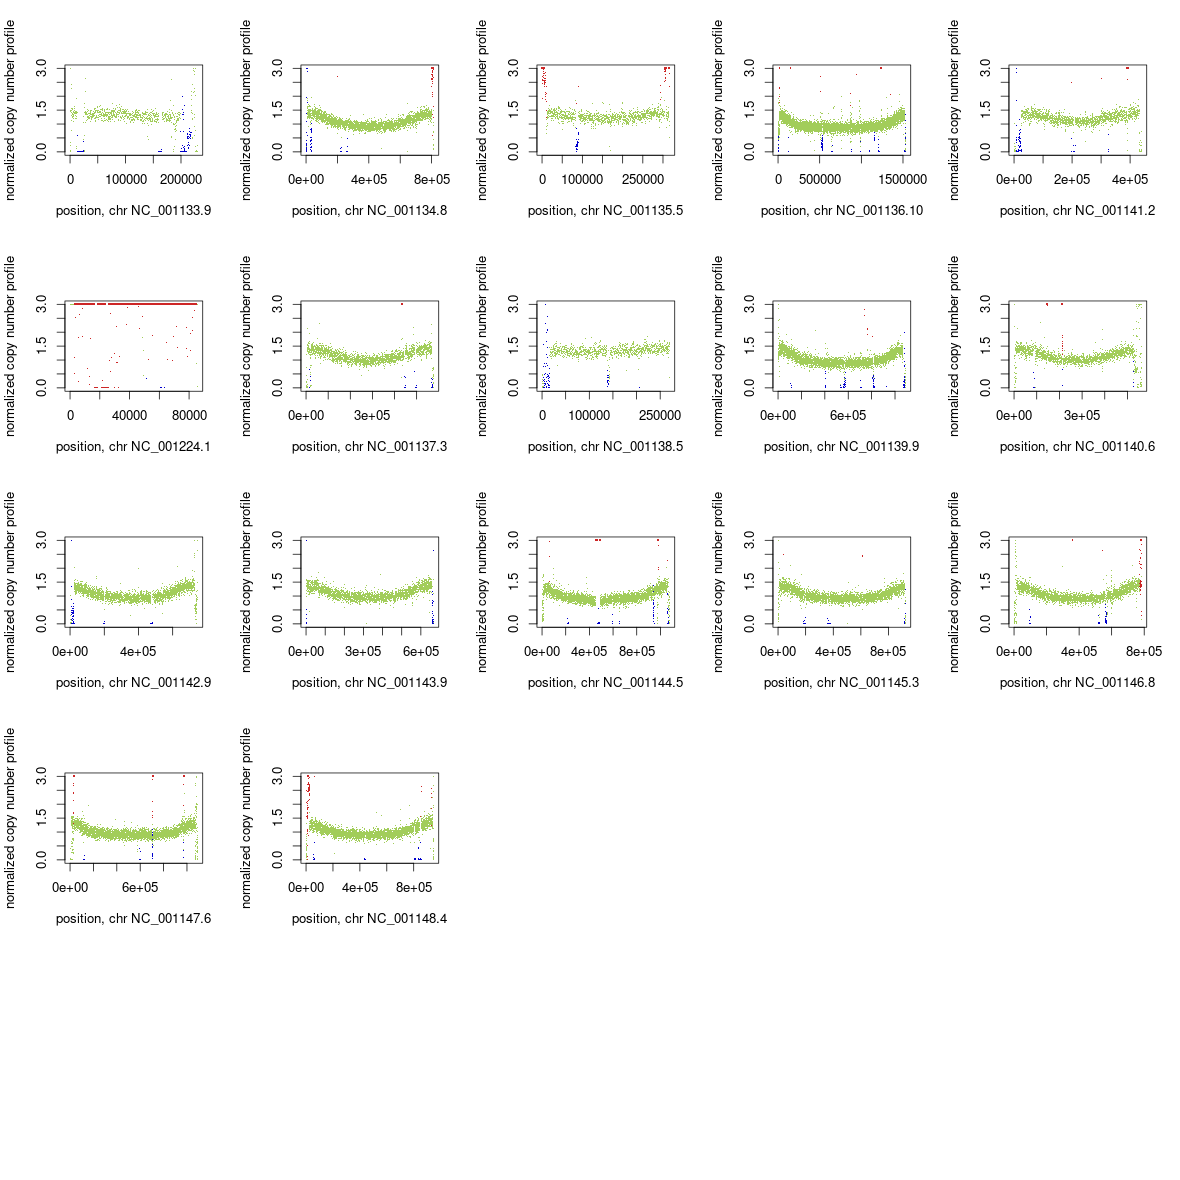 normalized copy number profile
3.0
1.5
0.0
0 100000 200000
position, chr NC_001133.9
normalized copy number profile
3.0
1.5
0.0
0e+00 4e+05 8e+05
position, chr NC_001134.8
normalized copy number profile
3.0
1.5
0.0
0 100000 250000
position, chr NC_001135.5
normalized copy number profile
3.0
1.5
0.0
0 500000 1500000
position, chr NC_001136.10
normalized copy number profile
3.0
1.5
0.0
0e+00 2e+05 4e+05
position, chr NC_001141.2
normalized copy number profile
3.0
1.5
0.0
0 40000 80000
position, chr NC_001224.1
normalized copy number profile
3.0
1.5
0.0
0e+00 3e+05
position, chr NC_001137.3
normalized copy number profile
3.0
1.5
0.0
0 100000 250000
position, chr NC_001138.5
normalized copy number profile
3.0
1.5
0.0
0e+00 6e+05
position, chr NC_001139.9
normalized copy number profile
3.0
1.5
0.0
0e+00 3e+05
position, chr NC_001140.6
normalized copy number profile
3.0
1.5
0.0
0e+00 4e+05
position, chr NC_001142.9
normalized copy number profile
3.0
1.5
0.0
0e+00 3e+05 6e+05
position, chr NC_001143.9
normalized copy number profile
3.0
1.5
0.0
0e+00 4e+05 8e+05
position, chr NC_001144.5
normalized copy number profile
3.0
1.5
0.0
0e+00 4e+05 8e+05
position, chr NC_001145.3
normalized copy number profile
3.0
1.5
0.0
0e+00 4e+05 8e+05
position, chr NC_001146.8
normalized copy number profile
3.0
1.5
0.0
0e+00 6e+05
position, chr NC_001147.6
normalized copy number profile
3.0
1.5
0.0
0e+00 4e+05 8e+05
position, chr NC_001148.4